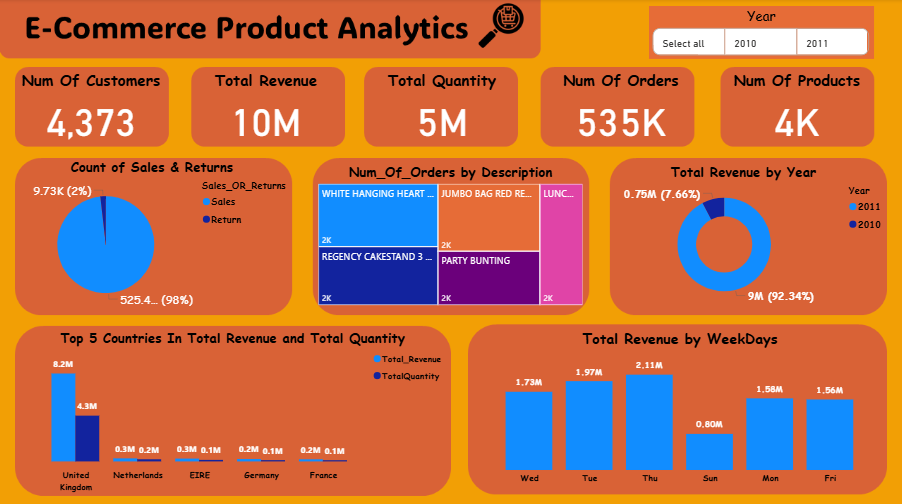 E-Commerce Product Analytics
Year
Select all
2010
2011
Num Of Customers
4,373
Total Revenue
10M
Total Quantity
5M
Num Of Orders
535K
Num Of Products
4K
Count of Sales & Returns
9.73K (2%)
525.4... (98%)
Sales_OR_Returns
Sales
Return
Num_Of_Orders by Description
WHITE HANGING HEART ...
2K
REGENCY CAKESTAND 3 ...
2K
JUMBO BAG RED RE...
2K
PARTY BUNTING
2K
LUNC...
2K
Total Revenue by Year
0.75M (7.66%)
9M (92.34%)
Year
2011
2010
Top 5 Countries In Total Revenue and Total Quantity
Total_Revenue
TotalQuantity
8.2M
4.3M
0.3M 0.2M
0.3M 0.1M
0.2M 0.1M
0.2M 0.1M
United
Kingdom
Netherlands
EIRE
Germany
France
Total Revenue by WeekDays
1.73M
1.97M
2.11M
0.80M
1.58M
1.56M
Wed
Tue
Thu
Sun
Mon
Fri